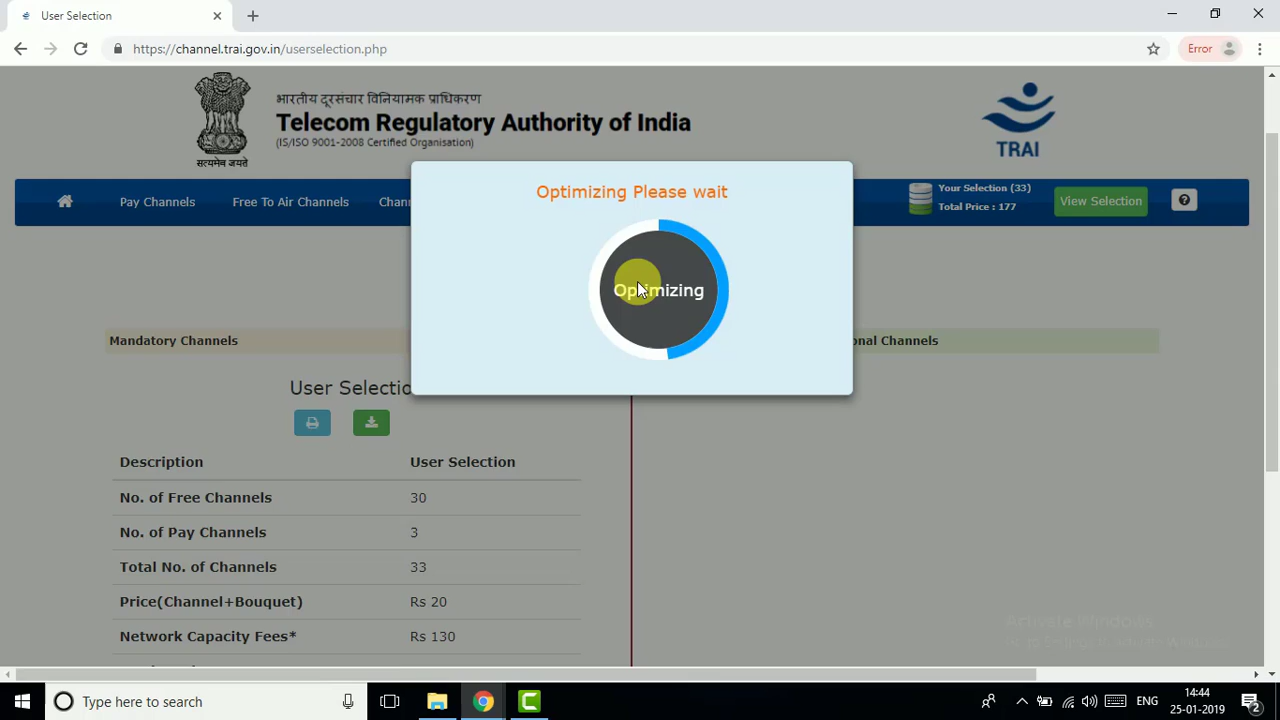 User Selection
https://channel.trai.gov.in/userselection.php
Error
भारतीय दूरसंचार विनियामक प्राधिकरण
Telecom Regulatory Authority of India
(IS/ISO 9001-2008 Certified Organisation)
सत्यमेव जयते
TRAI
Pay Channels
Free To Air Channels
Your Selection (33)
Total Price : 177
View Selection
?
Optimizing Please wait
Optimizing
Mandatory Channels
Channels
User Selectio
Description User Selection
No. of Free Channels 30
No. of Pay Channels 3
Total No. of Channels 33
Price(Channel+Bouquet) Rs 20
Network Capacity Fees* Rs 130
Activate Windows
Type here to search
ENG
14:44
25-01-2019
2